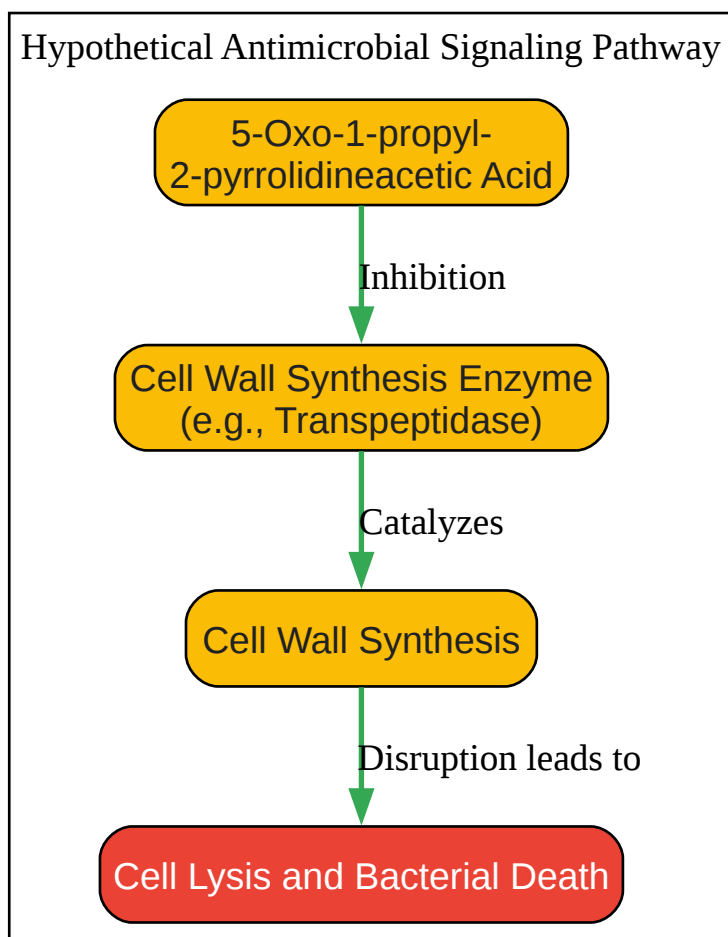 Hypothetical Antimicrobial Signaling Pathway
5-Oxo-1-propyl-
2-pyrrolidineacetic Acid
Inhibition
Cell Wall Synthesis Enzyme
(e.g., Transpeptidase)
Catalyzes
Cell Wall Synthesis
Disruption leads to
Cell Lysis and Bacterial Death